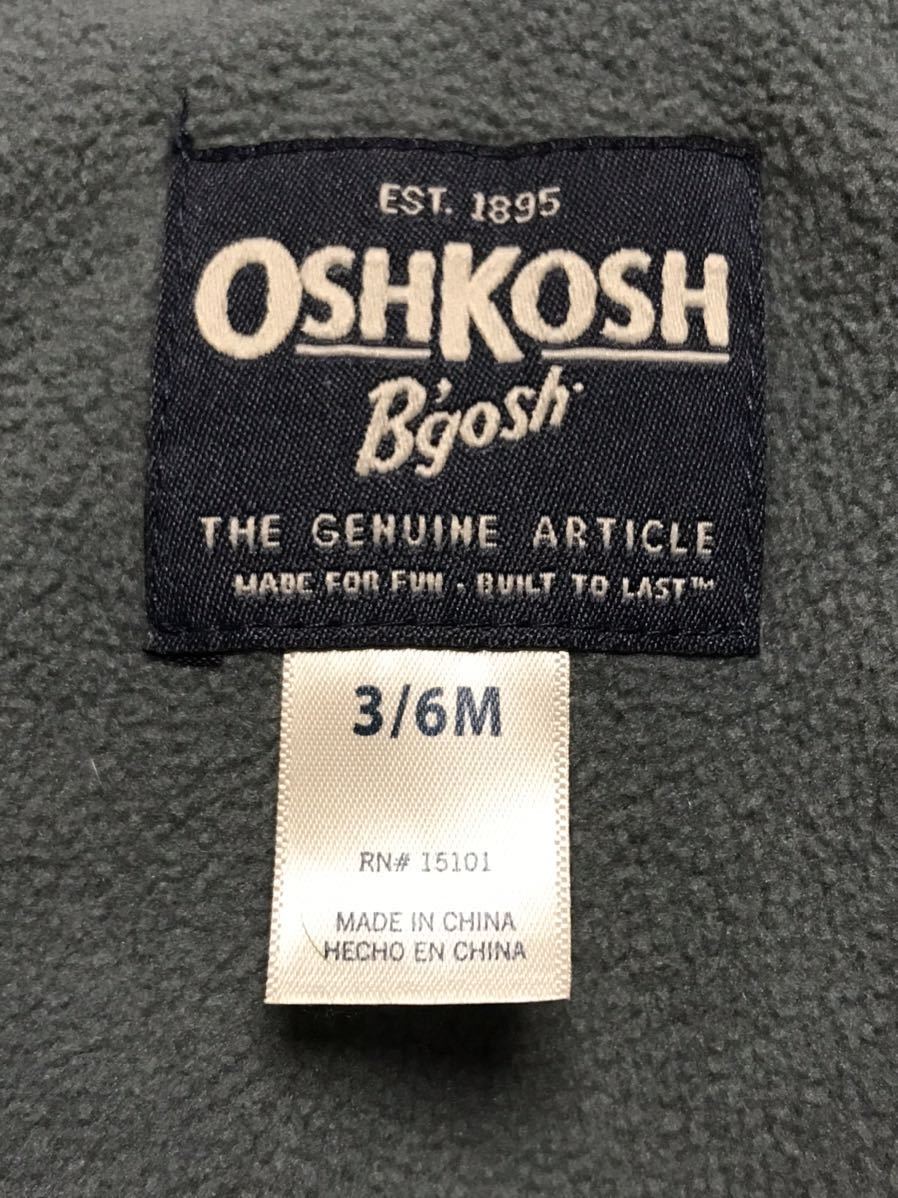 EST. 1895
OSHKOSH
B'gosh
THE GENUINE ARTICLE
MADE FOR FUN - BUILT TO LAST™
3/6M
RN# 15101
MADE IN CHINA
HECHO EN CHINA